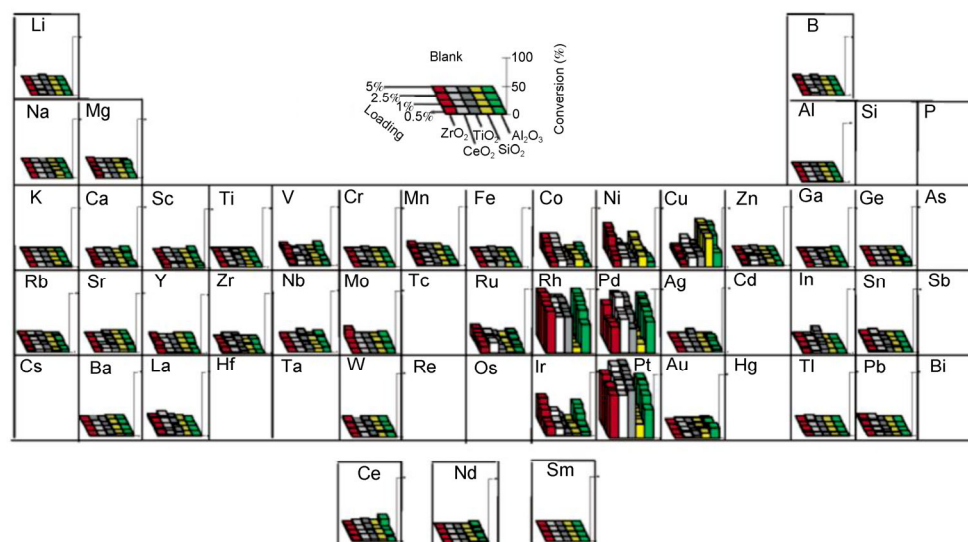 Li B
Blank
100
50
0
Conversion (%)
5%
2.5%
1%
0.5%
Loading
ZrO₂ TiO₂ Al₂O₃
CeO₂ SiO₂
Na Mg Al Si P
K Ca Sc Ti V Cr Mn Fe Co Ni Cu Zn Ga Ge As
Rb Sr Y Zr Nb Mo Tc Ru Rh Pd Ag Cd In Sn Sb
Cs Ba La Hf Ta W Re Os Ir Pt Au Hg Tl Pb Bi
Ce Nd Sm